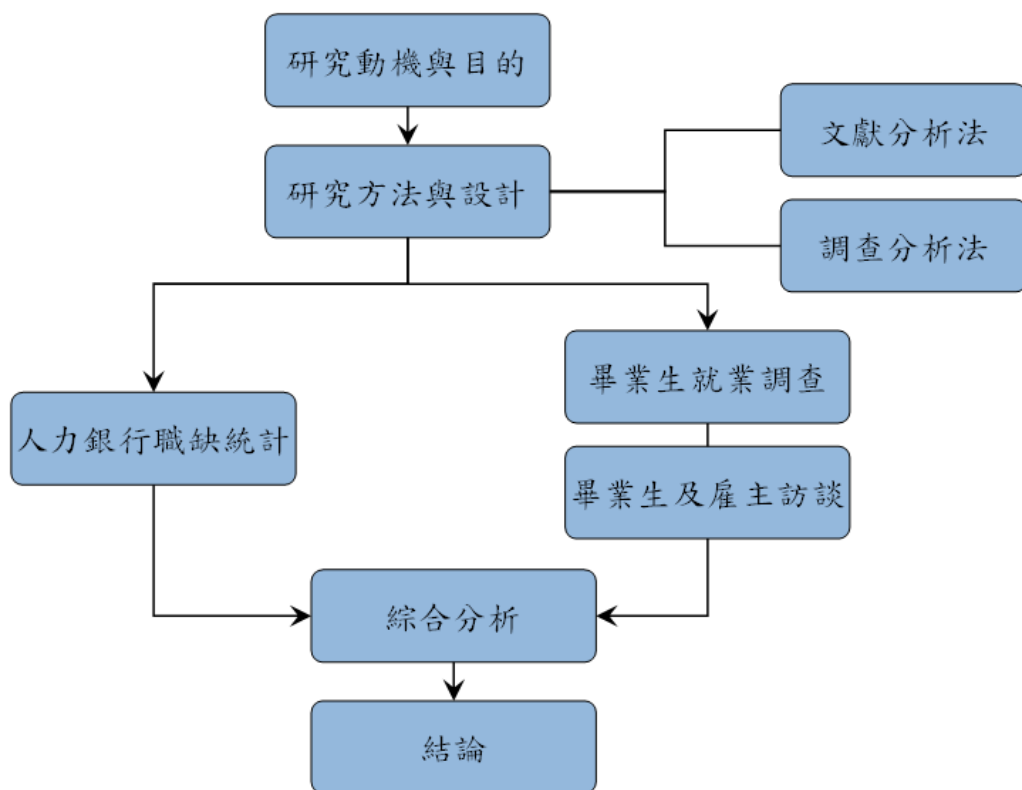 研究動機與目的
文獻分析法
研究方法與設計
調查分析法
畢業生就業調查
人力銀行職缺統計
畢業生及雇主訪談
綜合分析
結論